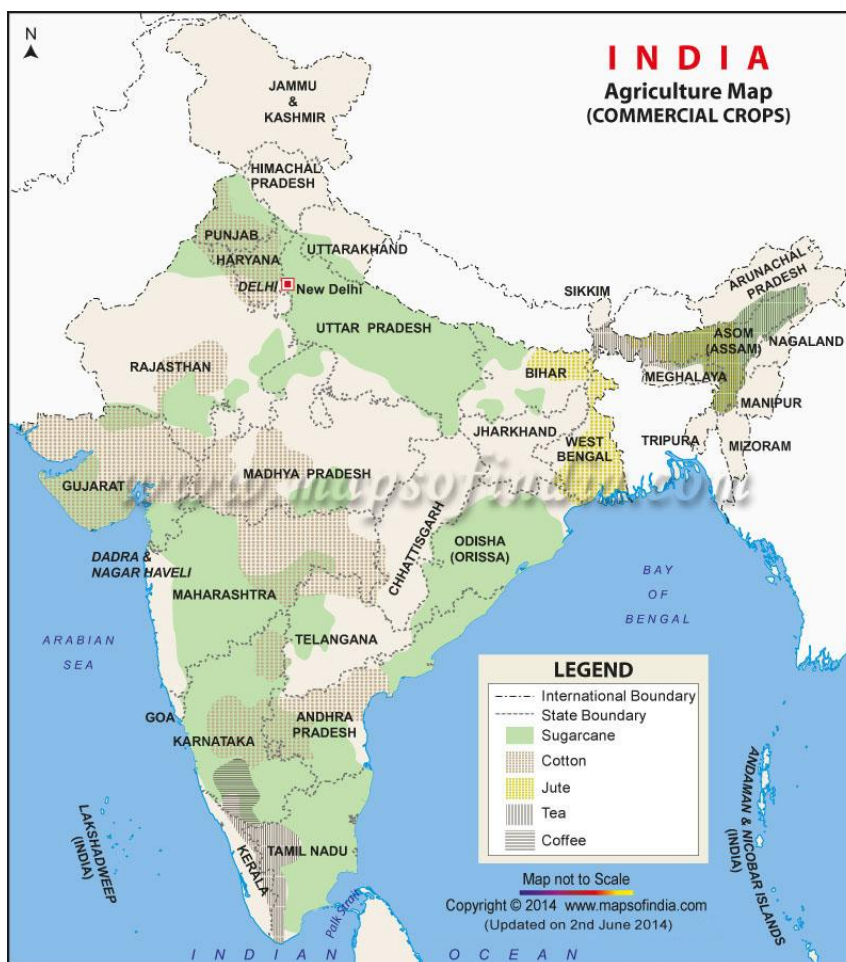 N
INDIA
Agriculture Map
(COMMERCIAL CROPS)
JAMMU
&
KASHMIR
HIMACHAL
PRADESH
PUNJAB
HARYANA
UTTARAKHAND
DELHI
New Delhi
ARUNACHAL
PRADESH
SIKKIM
UTTAR PRADESH
ASOM
(ASSAM)
NAGALAND
RAJASTHAN
BIHAR
MEGHALAYA
MANIPUR
JHARKHAND
WEST
BENGAL
TRIPURA
MIZORAM
GUJARAT
MADHYA PRADESH
www.mapsofindia.com
CHHATTISGARH
ODISHA
(ORISSA)
DADRA &
NAGAR HAVELI
MAHARASHTRA
BAY
OF
BENGAL
ARABIAN
SEA
TELANGANA
GOA
KARNATAKA
ANDHRA
PRADESH
LEGEND
International Boundary
State Boundary
Sugarcane
Cotton
Jute
Tea
Coffee
LAKSHADWEEP
(INDIA)
KERALA
TAMIL NADU
ANDAMAN & NICOBAR ISLANDS
(INDIA)
Palk Strait
Map not to Scale
Copyright © 2014 www.mapsofindia.com
(Updated on 2nd June 2014)
INDIAN OCEAN